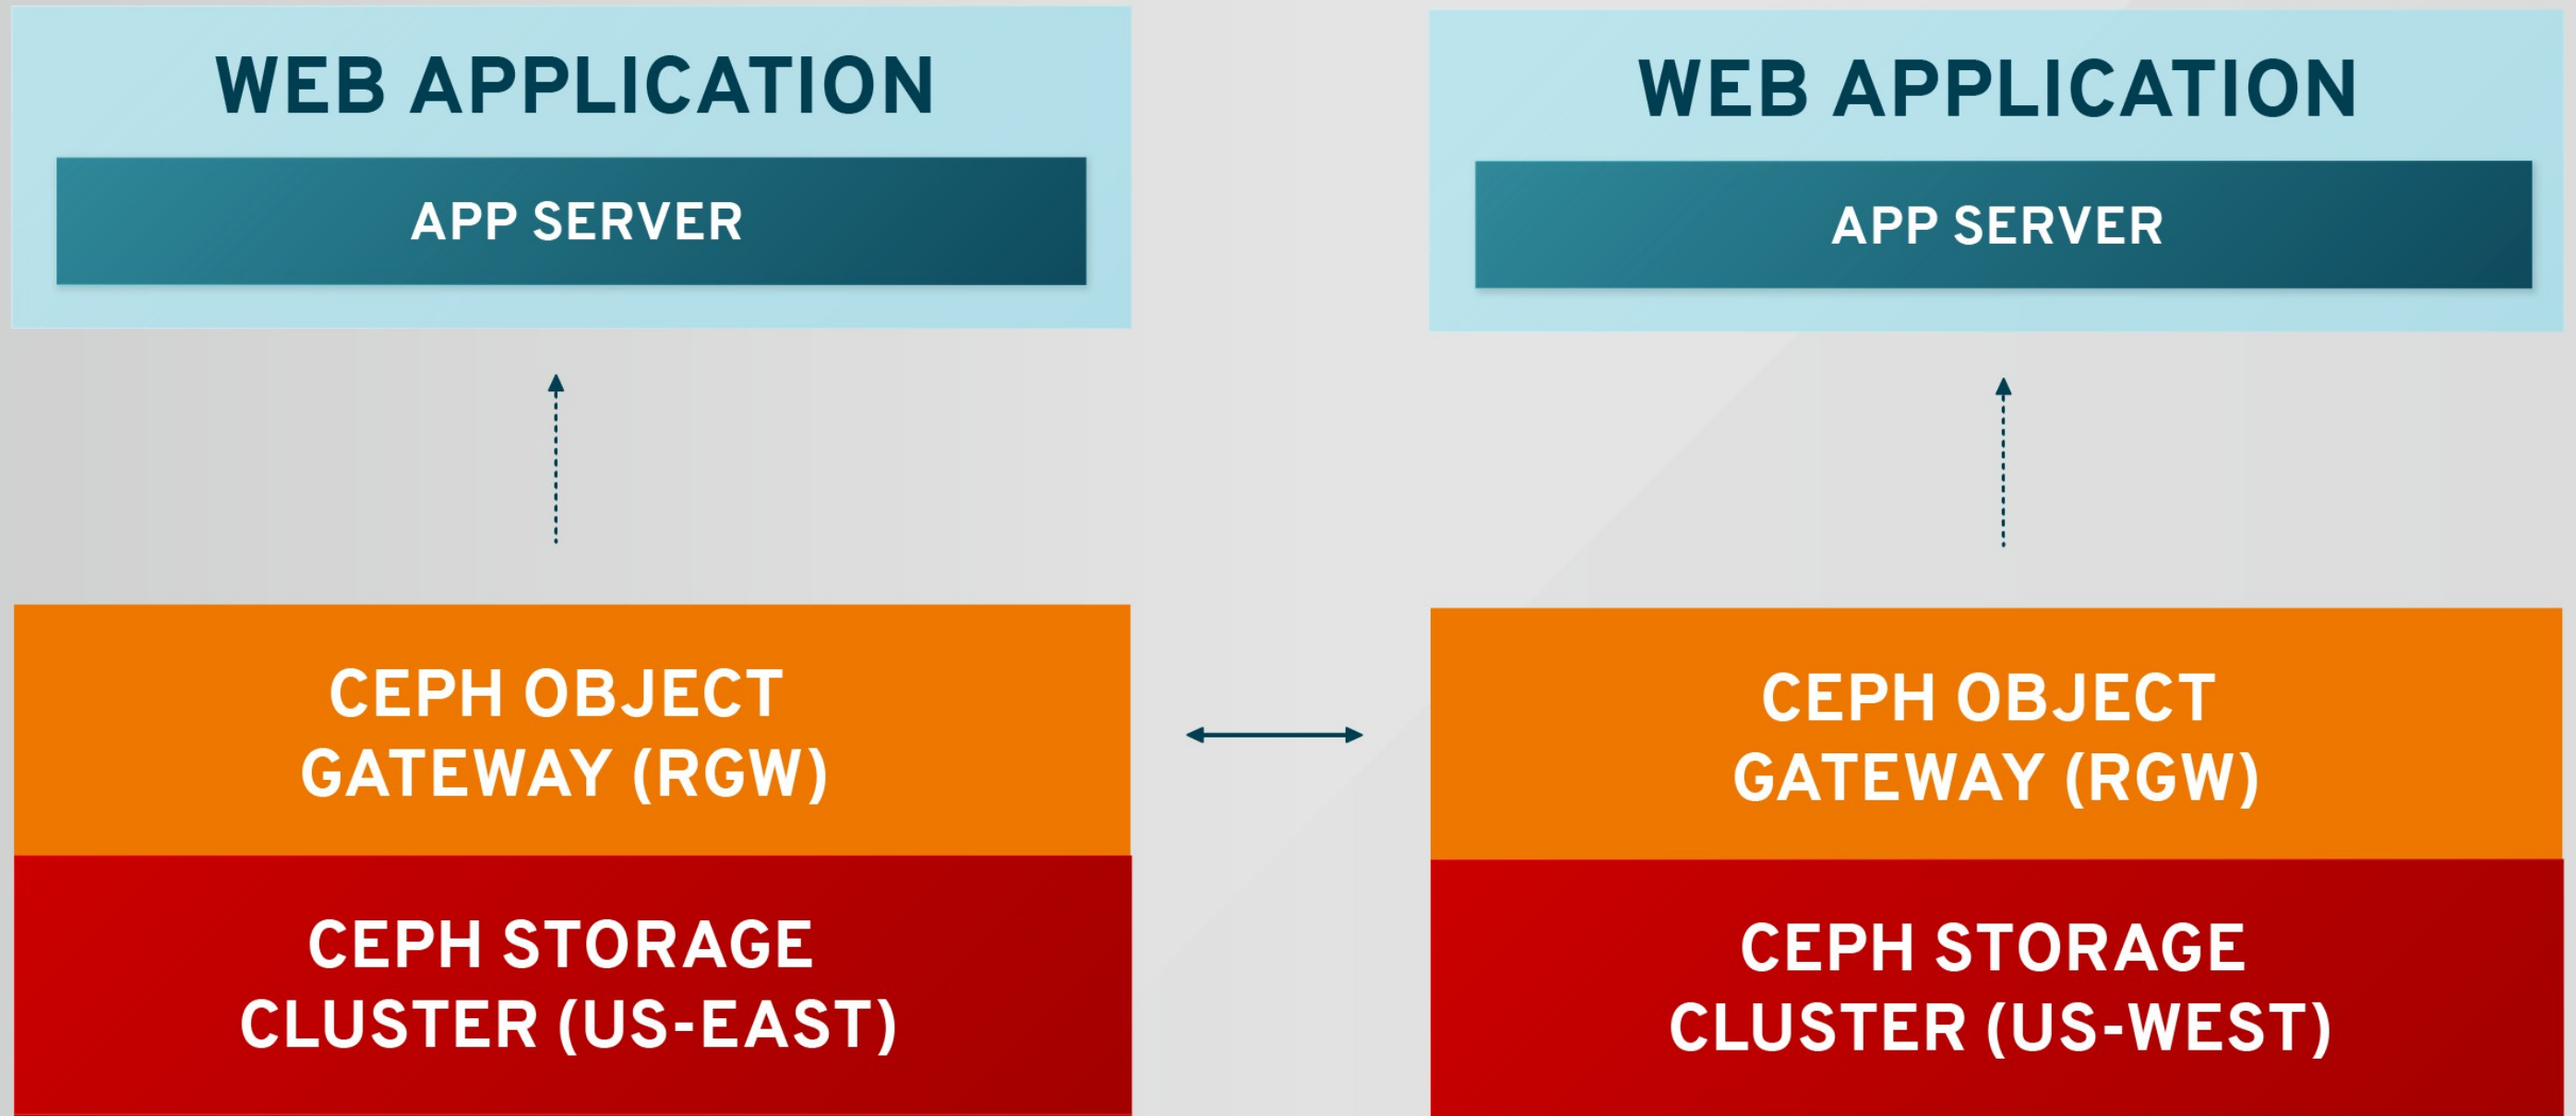 WEB APPLICATION
APP SERVER
CEPH OBJECT
GATEWAY (RGW)
CEPH STORAGE
CLUSTER (US-EAST)
WEB APPLICATION
APP SERVER
CEPH OBJECT
GATEWAY (RGW)
CEPH STORAGE
CLUSTER (US-WEST)